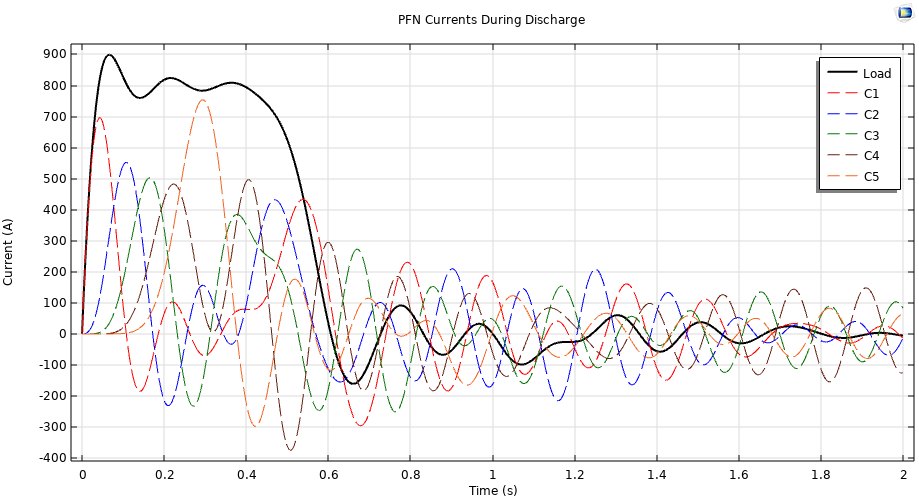 PFN Currents During Discharge
900
800
700
600
500
400
300
200
100
0
-100
-200
-300
-400
Current (A)
Load
C1
C2
C3
C4
C5
0 0.2 0.4 0.6 0.8 1 1.2 1.4 1.6 1.8 2
Time (s)